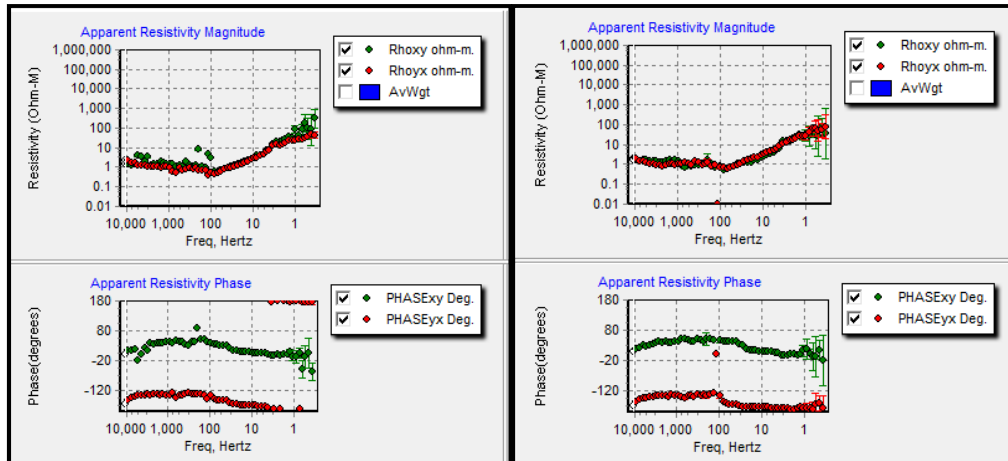 Apparent Resistivity Magnitude
Resistivity (Ohm-M)
1,000,000
100,000
10,000
1,000
100
10
1
0.1
0.01
10,000 1,000 100 10 1
Freq, Hertz
Rhoxy ohm-m.
Rhoyx ohm-m.
AvWgt
Apparent Resistivity Phase
Phase(degrees)
180
80
-20
-120
10,000 1,000 100 10 1
Freq, Hertz
PHASExy Deg.
PHASEyx Deg.
Apparent Resistivity Magnitude
Resistivity (Ohm-M)
1,000,000
100,000
10,000
1,000
100
10
1
0.1
0.01
10,000 1,000 100 10 1
Freq, Hertz
Rhoxy ohm-m.
Rhoyx ohm-m.
AvWgt
Apparent Resistivity Phase
Phase(degrees)
180
80
-20
-120
10,000 1,000 100 10 1
Freq, Hertz
PHASExy Deg.
PHASEyx Deg.